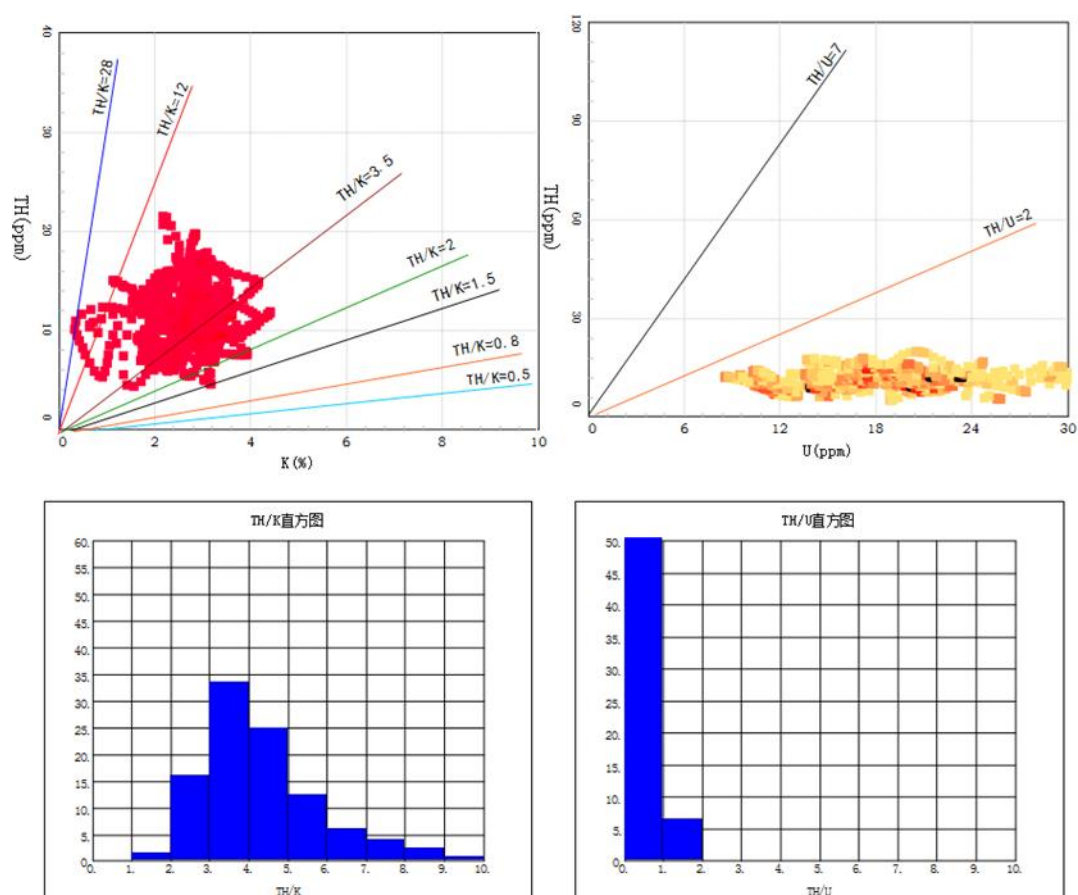 40
30
20
10
0
TH(ppm)
TH/K=28
TH/K=12
TH/K=3.5
TH/K=2
TH/K=1.5
TH/K=0.8
TH/K=0.5
0 2 4 6 8 10
K(%)
120
90
60
30
0
TH(ppm)
TH/U=7
TH/U=2
0 6 12 18 24 30
U(ppm)
TH/K直方图
60.
55.
50.
45.
40.
35.
30.
25.
20.
15.
10.
5.
0.
0. 1. 2. 3. 4. 5. 6. 7. 8. 9. 10.
TH/K
TH/U直方图
50.
45.
40.
35.
30.
25.
20.
15.
10.
5.
0.
0. 1. 2. 3. 4. 5. 6. 7. 8. 9. 10.
TH/U